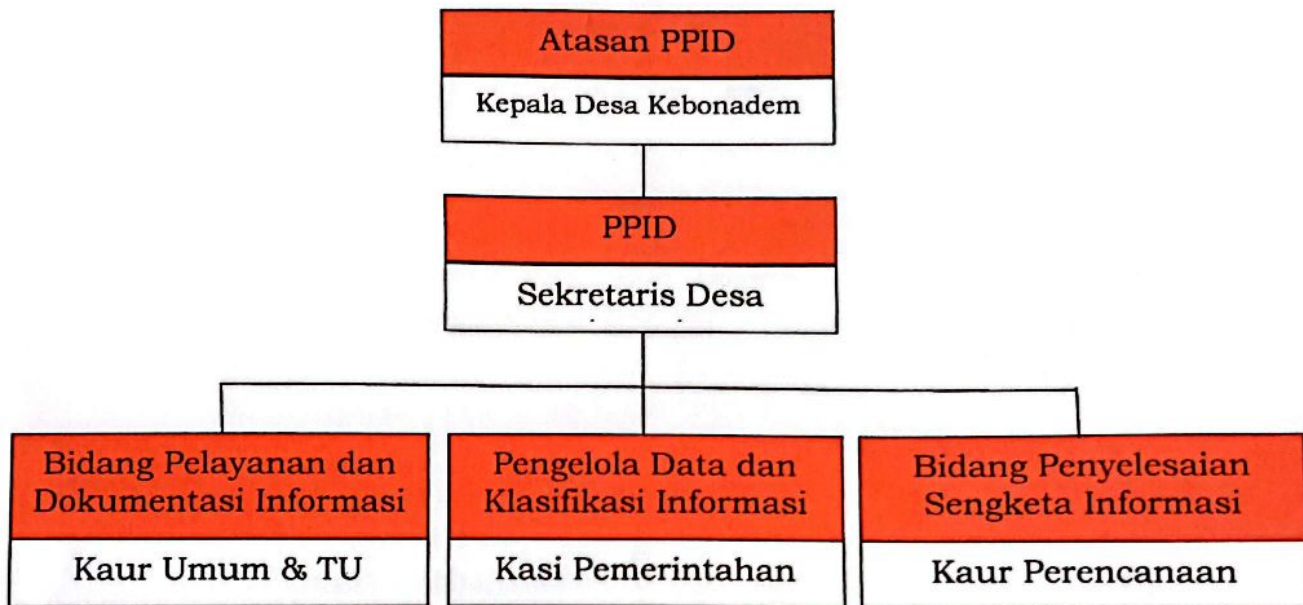 Atasan PPID
Kepala Desa Kebonadem
PPID
Sekretaris Desa
Bidang Pelayanan dan
Dokumentasi Informasi
Kaur Umum & TU
Pengelola Data dan
Klasifikasi Informasi
Kasi Pemerintahan
Bidang Penyelesaian
Sengketa Informasi
Kaur Perencanaan